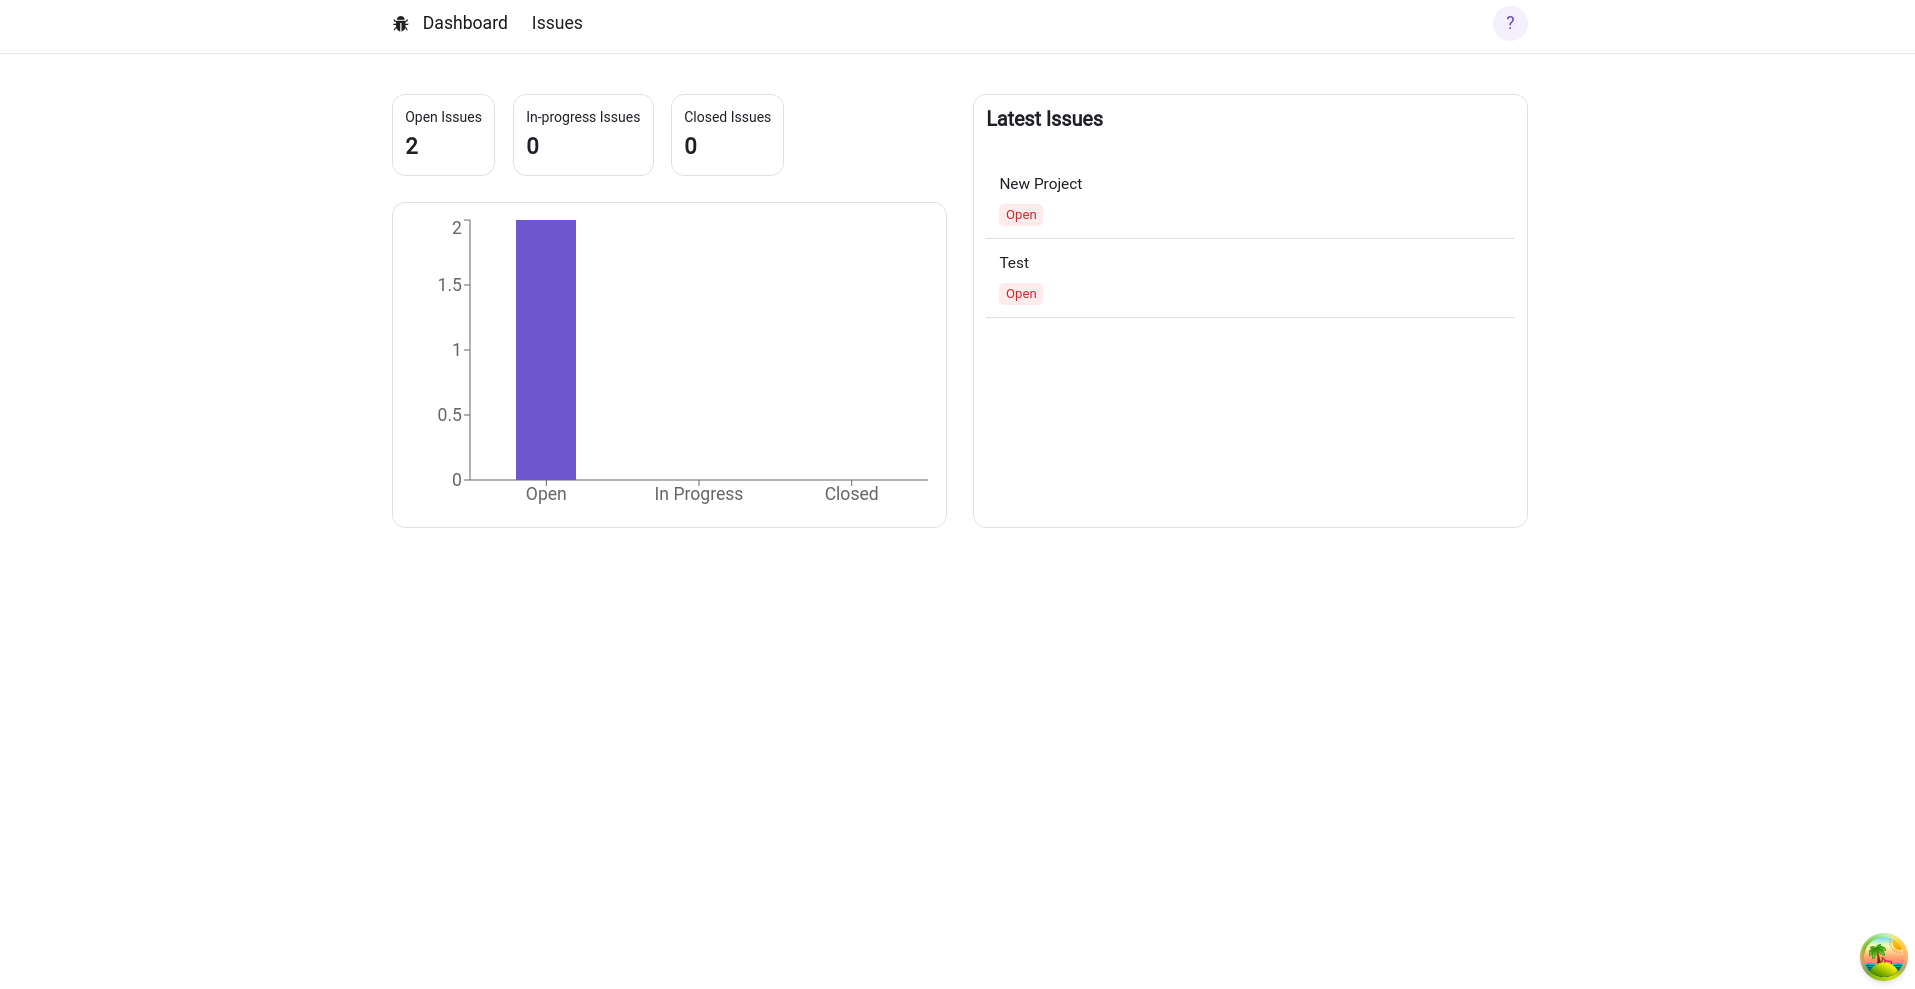 Dashboard Issues ?
Open Issues
2
In-progress Issues
0
Closed Issues
0
2
1.5
1
0.5
0
Open In Progress Closed
Latest Issues
New Project
Open
Test
Open